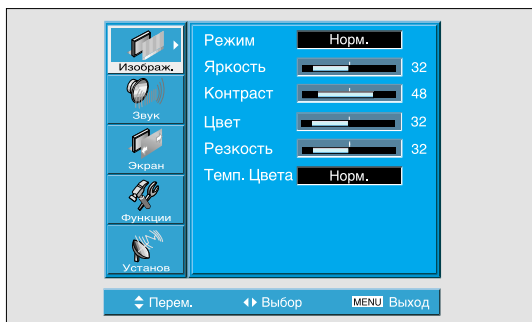 Изображ.
Звук
Экран
Функции
Установ
Режим Норм.
Яркость 32
Контраст 48
Цвет 32
Резкость 32
Темп. Цвета Норм.
Перем. Выбор MENU Выход